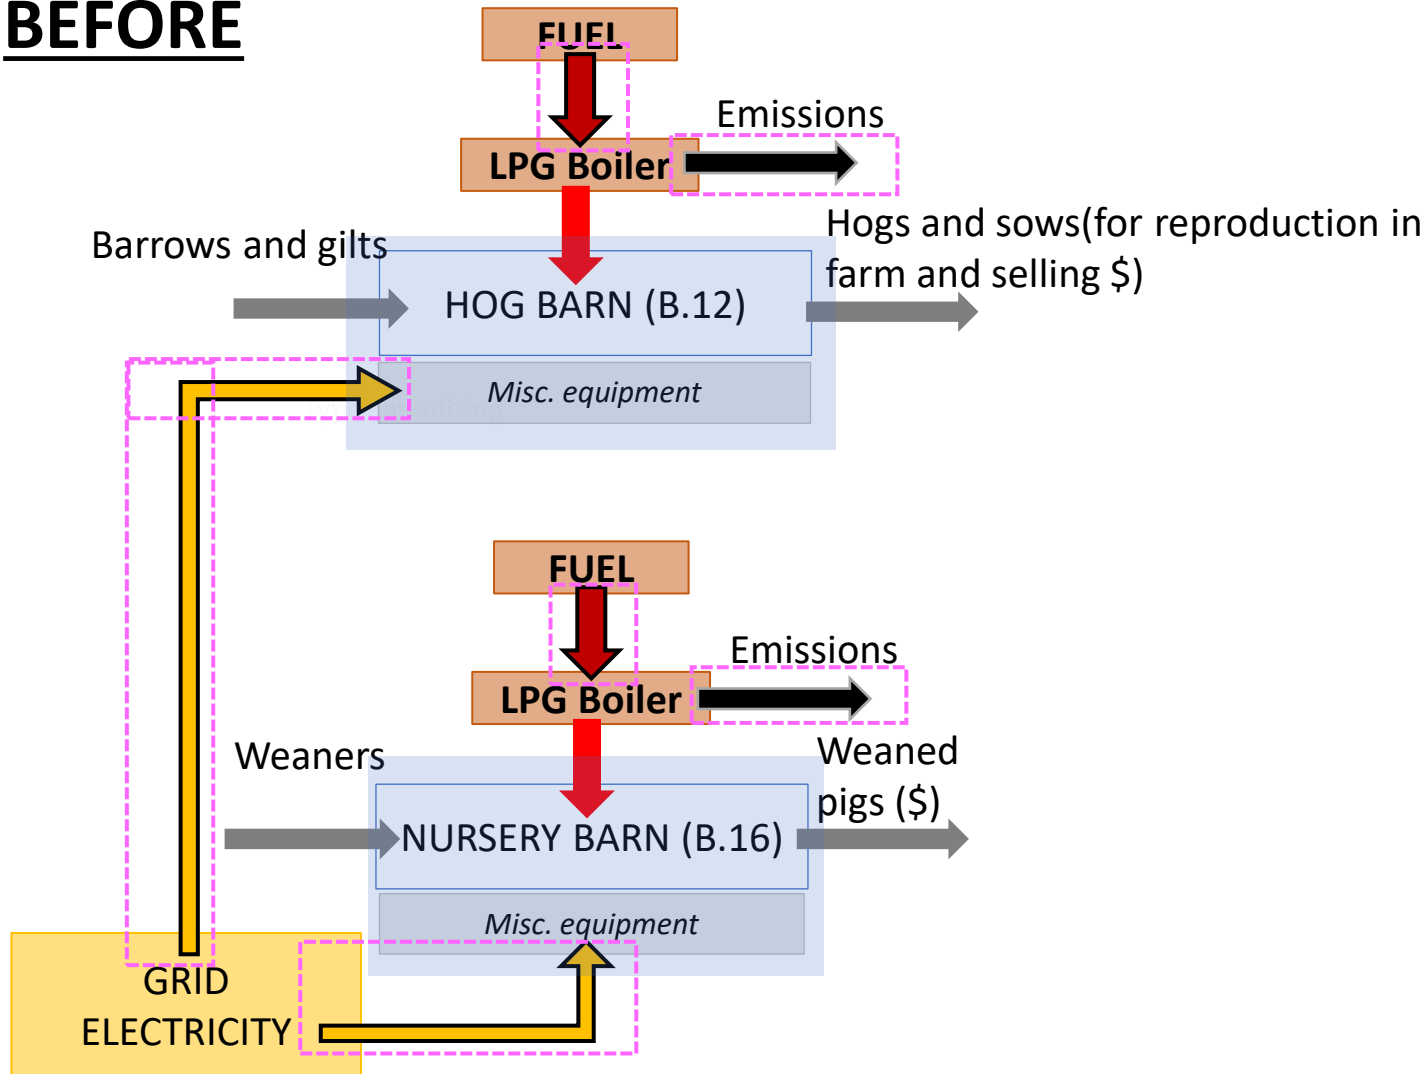 BEFORE
FUEL
Emissions
LPG Boiler
Hogs and sows(for reproduction in
farm and selling $)
Barrows and gilts
HOG BARN (B.12)
Misc. equipment
FUEL
Emissions
LPG Boiler
Weaners
Weaned
pigs ($)
NURSERY BARN (B.16)
Misc. equipment
GRID
ELECTRICITY